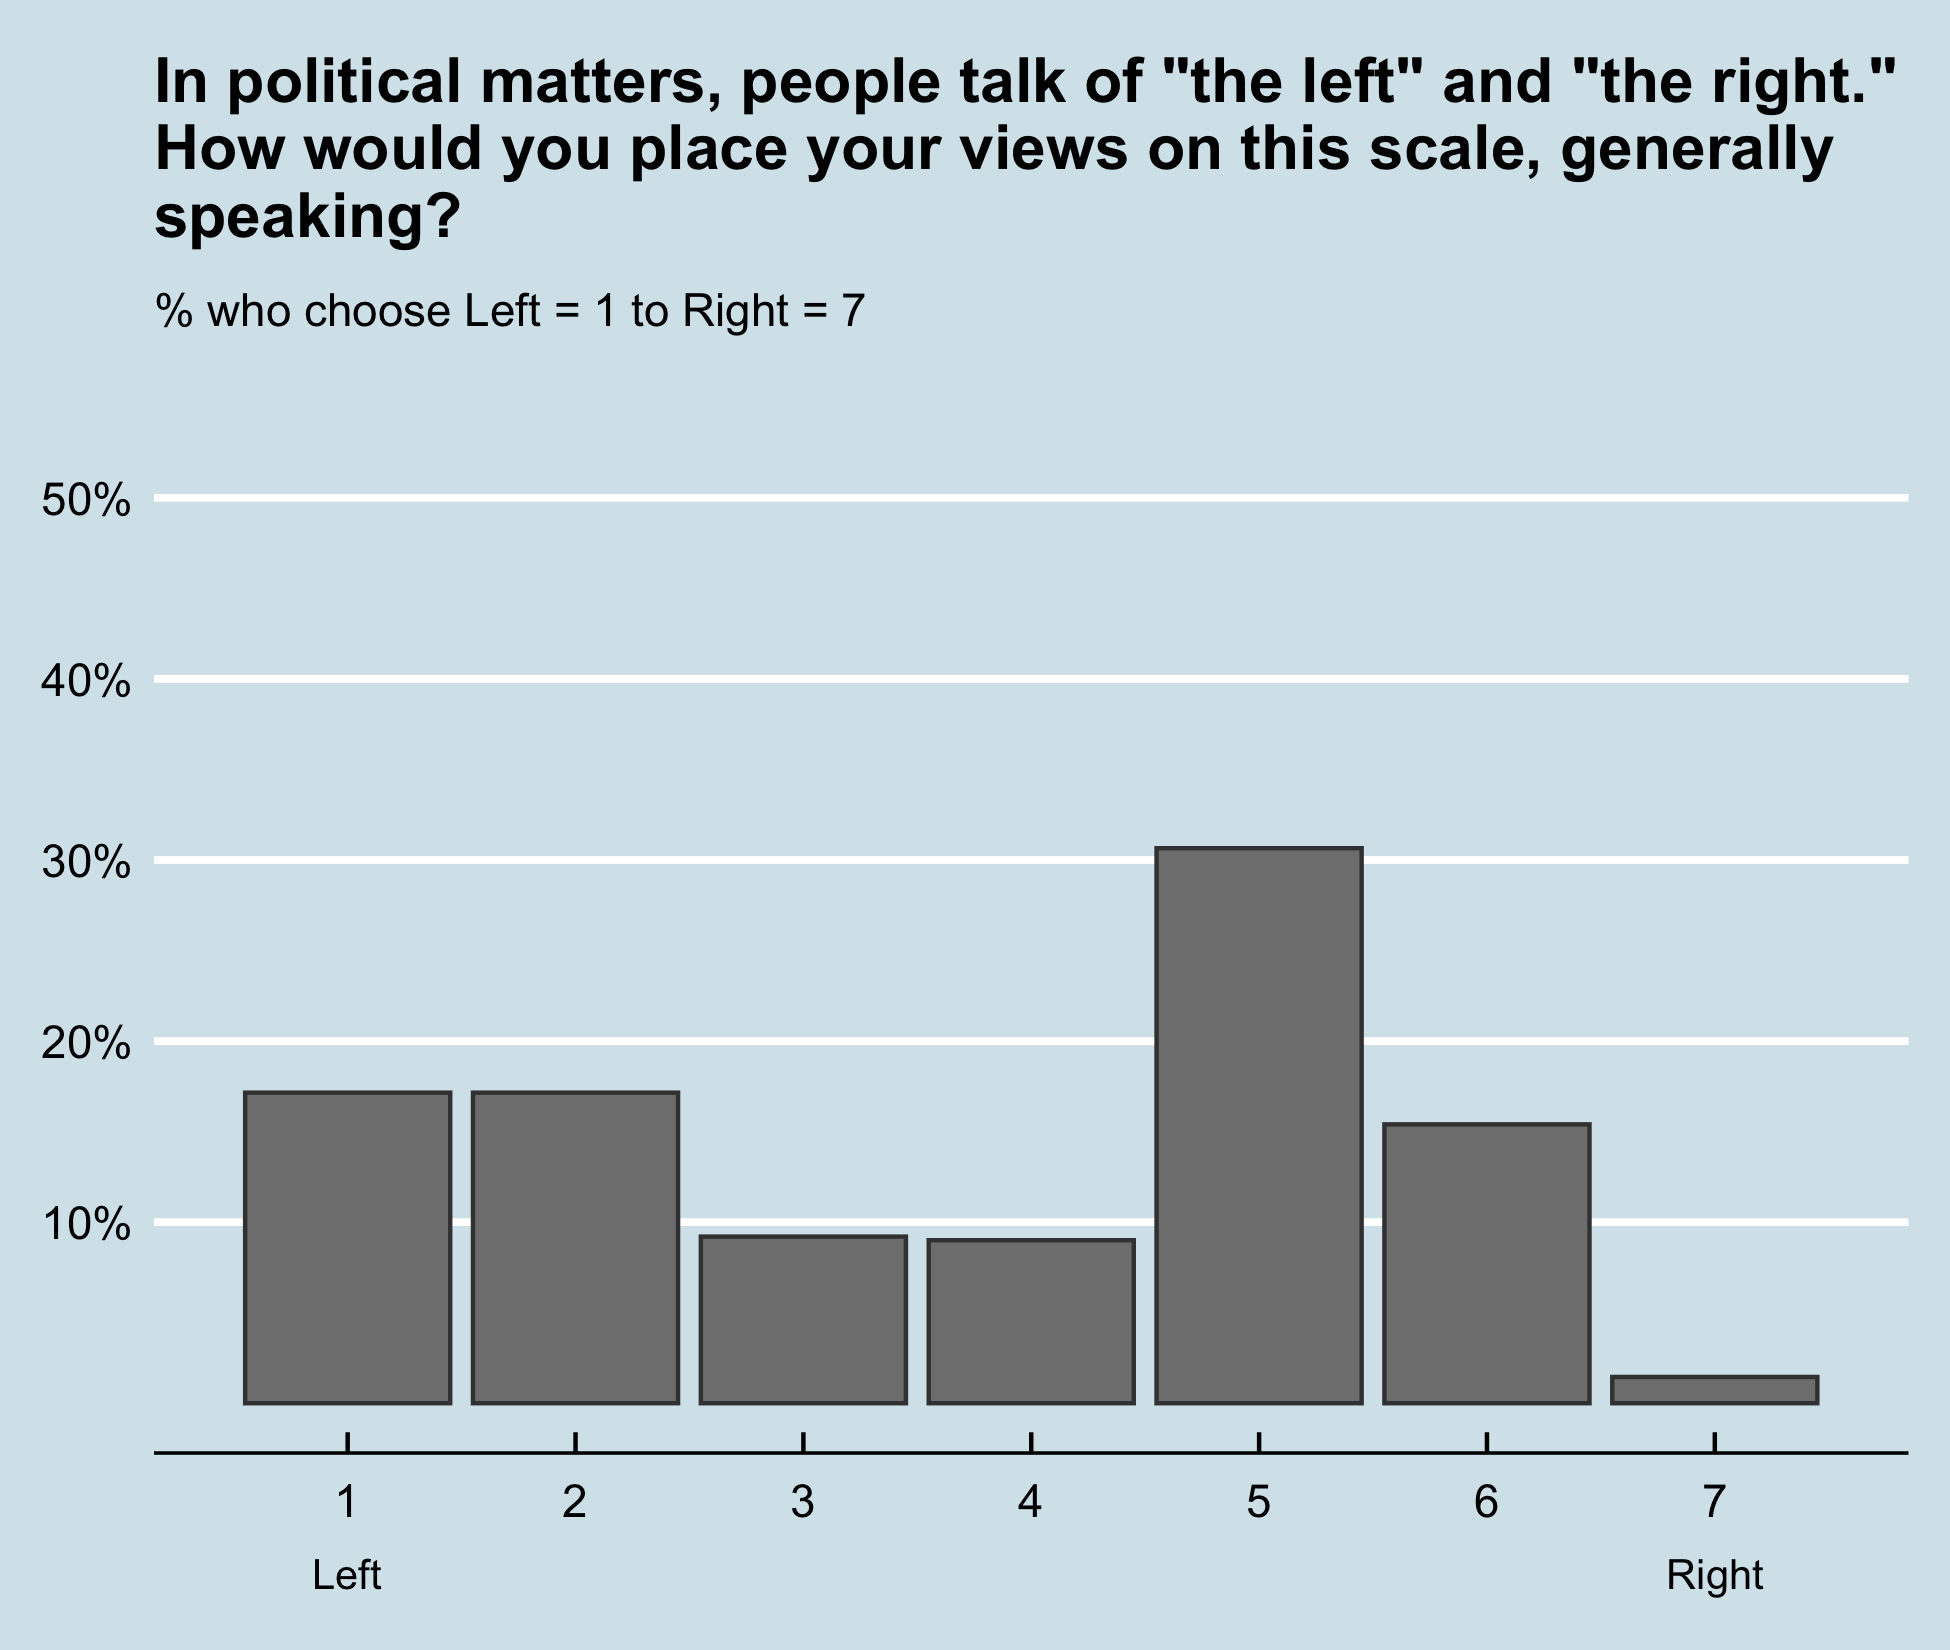 In political matters, people talk of "the left" and "the right."
How would you place your views on this scale, generally
speaking?
% who choose Left = 1 to Right = 7
50%
40%
30%
20%
10%
1 2 3 4 5 6 7
Left Right